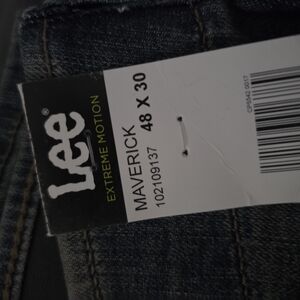 Lee
EXTREME MOTION
MAVERICK
102109137
48 X 30